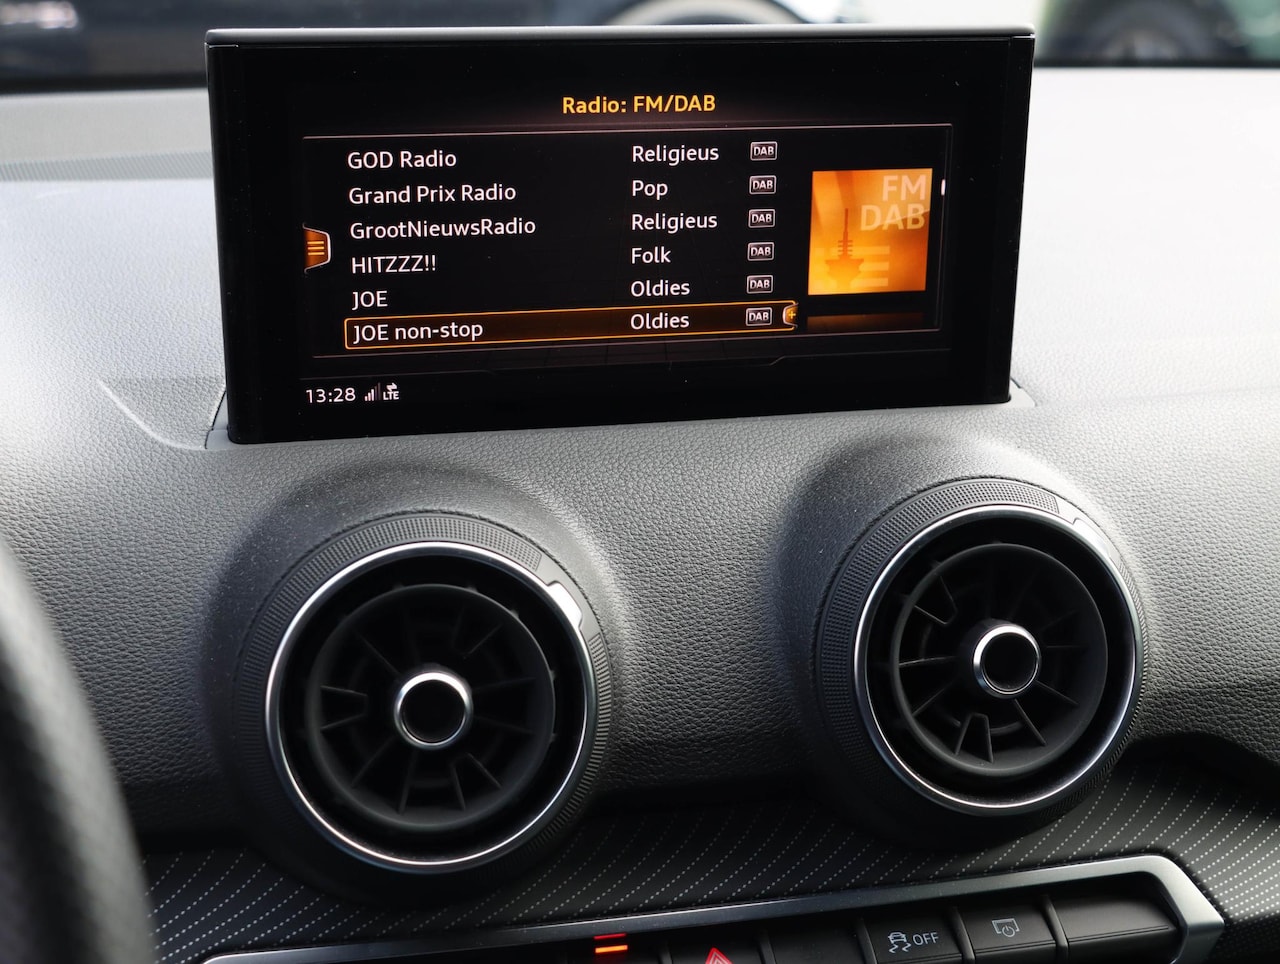 Radio: FM/DAB
GOD Radio Religieus DAB
Grand Prix Radio Pop DAB
GrootNieuwsRadio Religieus DAB
HITZZZ!! Folk DAB
JOE Oldies DAB
JOE non-stop Oldies DAB
FM
DAB
13:28 LTE
OFF